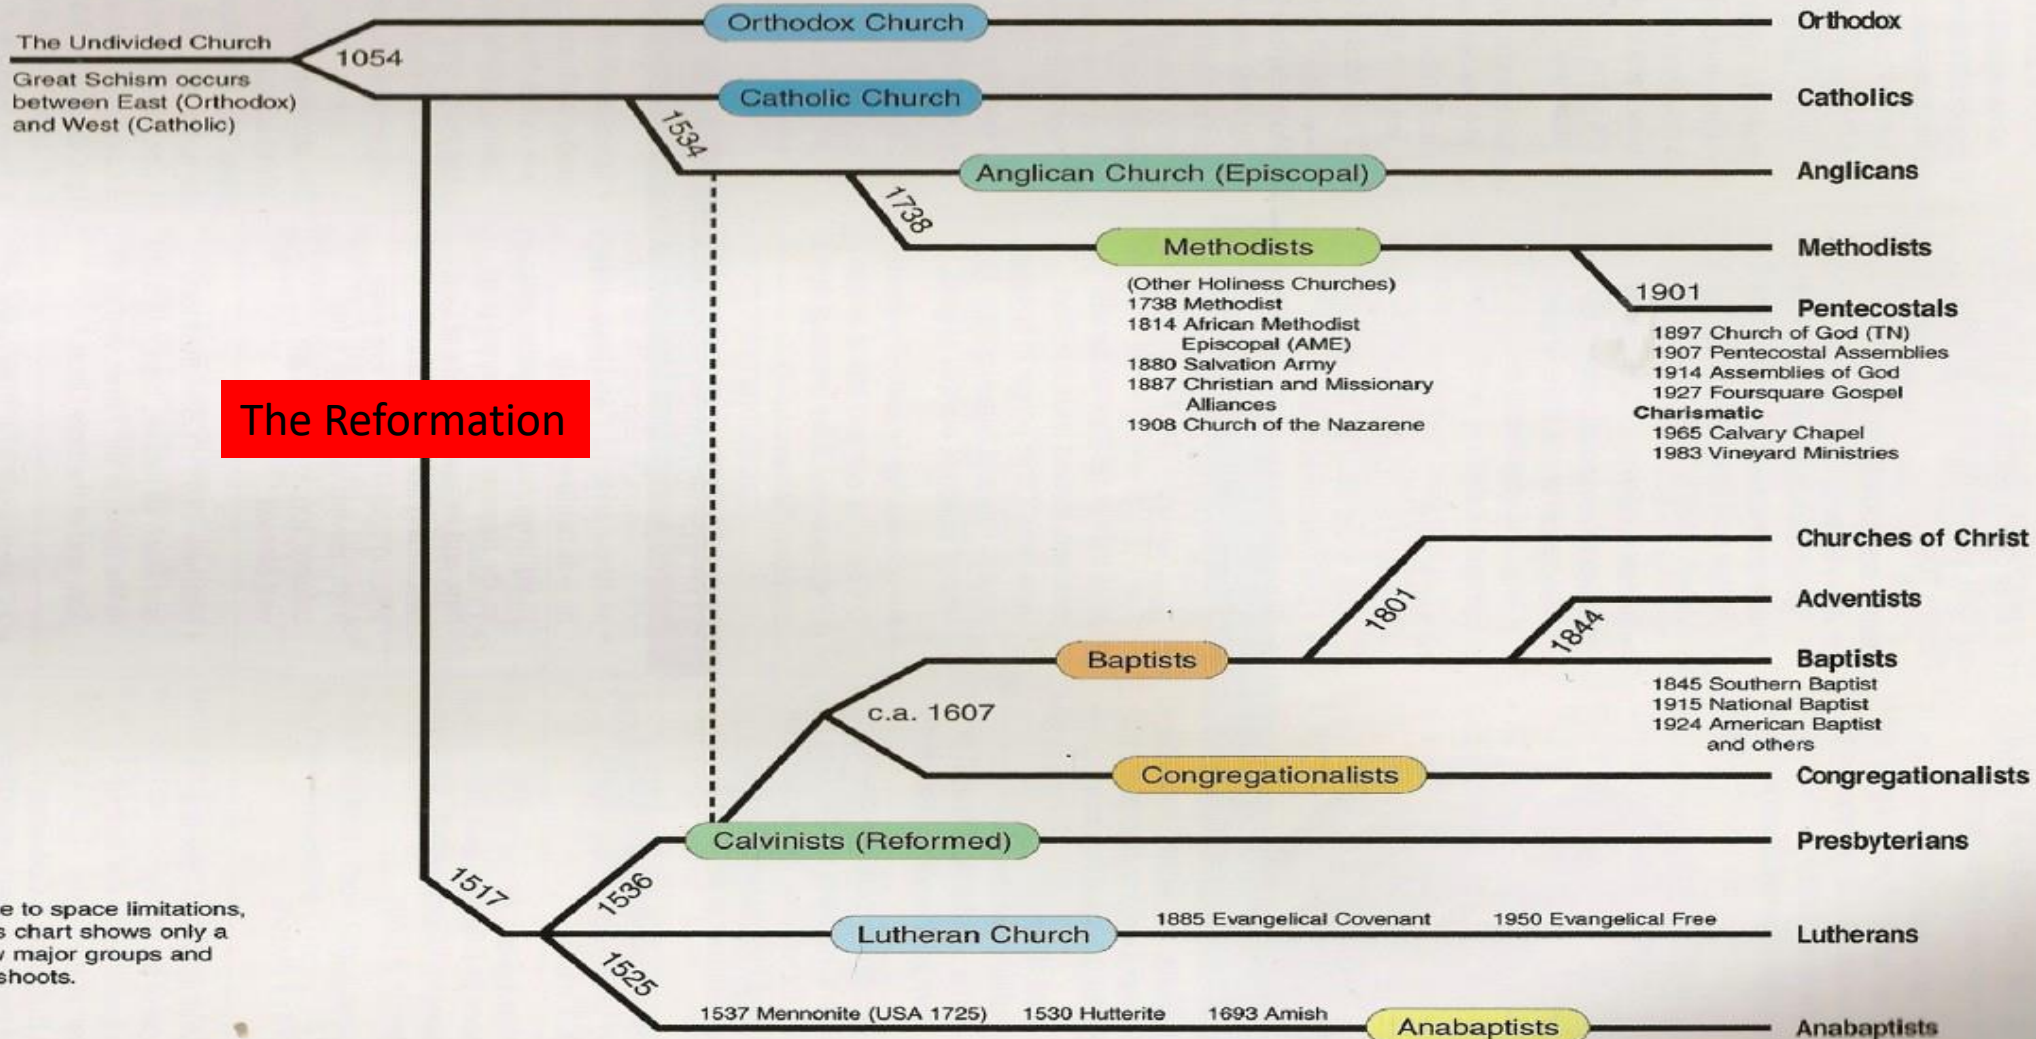 Orthodox Church
Orthodox
The Undivided Church
1054
Great Schism occurs
between East (Orthodox)
and West (Catholic)
Catholic Church
Catholics
1534
Anglican Church (Episcopal)
Anglicans
1738
Methodists
Methodists
(Other Holiness Churches)
1738 Methodist
1814 African Methodist
Episcopal (AME)
1880 Salvation Army
1887 Christian and Missionary
Alliances
1908 Church of the Nazarene
1901
Pentecostals
1897 Church of God (TN)
1907 Pentecostal Assemblies
1914 Assemblies of God
1927 Foursquare Gospel
Charismatic
1965 Calvary Chapel
1983 Vineyard Ministries
The Reformation
Churches of Christ
1801
Adventists
1844
Baptists
Baptists
1845 Southern Baptist
1915 National Baptist
1924 American Baptist
and others
c.a. 1607
Congregationalists
Congregationalists
Calvinists (Reformed)
Presbyterians
1517
1536
e to space limitations,
s chart shows only a
major groups and
shoots.
Lutheran Church
1885 Evangelical Covenant
1950 Evangelical Free
Lutherans
1525
1537 Mennonite (USA 1725)
1530 Hutterite
1693 Amish
Anabaptists
Anabaptists